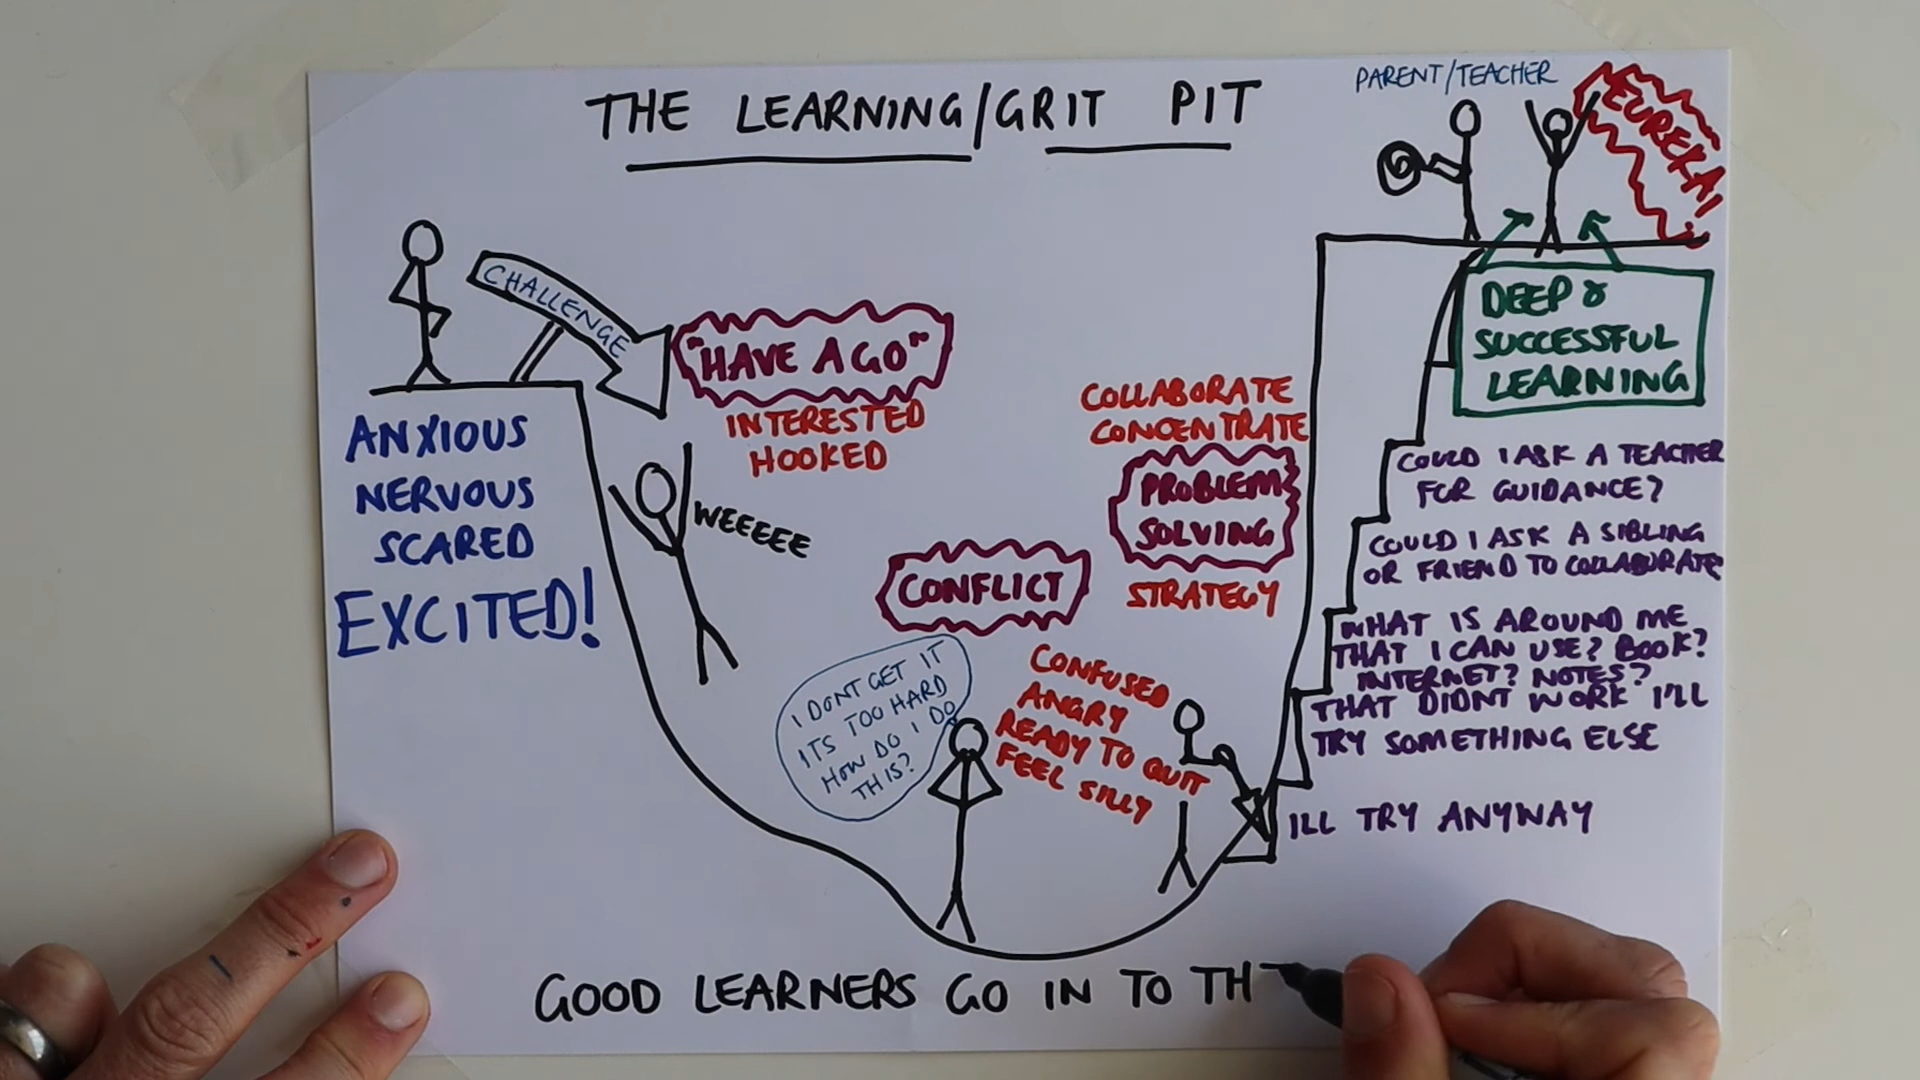 THE LEARNING/GRIT PIT
PARENT/TEACHER
EUREKA!
CHALLENGE
"HAVE A GO"
INTERESTED
HOOKED
ANXIOUS
NERVOUS
SCARED
EXCITED!
WEEEEE
CONFLICT
I DONT GET IT
ITS TOO HARD
HOW DO I DO
THIS?
CONFUSED
ANGRY
READY TO QUIT
FEEL SILLY
COLLABORATE
CONCENTRATE
PROBLEM
SOLVING
STRATEGY
DEEP &
SUCCESSFUL
LEARNING
COULD I ASK A TEACHER
FOR GUIDANCE?
COULD I ASK A SIBLING
OR FRIEND TO COLLABORATE?
WHAT IS AROUND ME
THAT I CAN USE? BOOK?
INTERNET? NOTES?
THAT DIDNT WORK I'LL
TRY SOMETHING ELSE
ILL TRY ANYWAY
GOOD LEARNERS GO IN TO TH